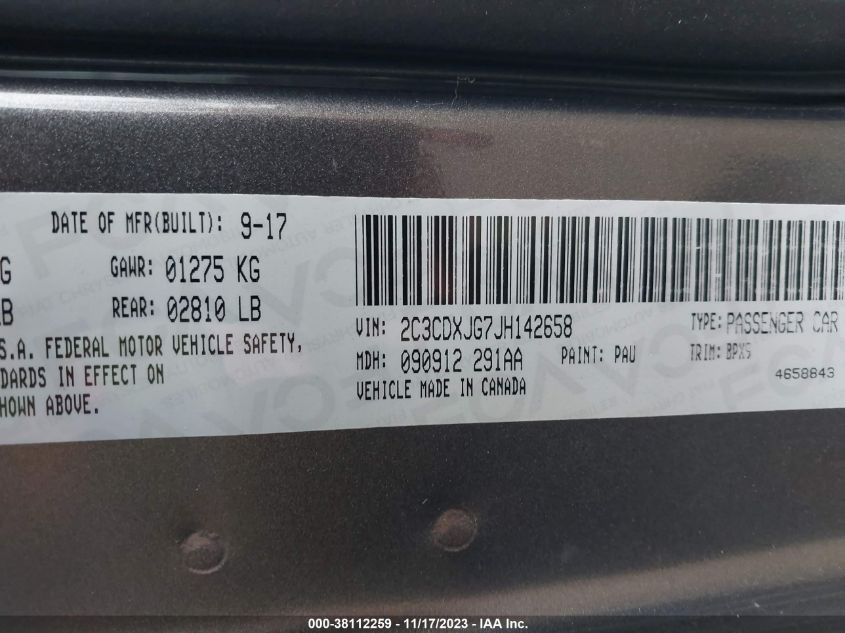 DATE OF MFR(BUILT): 9-17
G GAWR: 01275 KG
LB REAR: 02810 LB
S.A. FEDERAL MOTOR VEHICLE SAFETY,
DARDS IN EFFECT ON
HOWN ABOVE.
VIN: 2C3CDXJG7JH142658 TYPE: PASSENGER CAR
MDH: 090912 291AA PAINT: PAU TRIM: BPX5
VEHICLE MADE IN CANADA 4658843
000-38112259 - 11/17/2023 - IAA Inc.